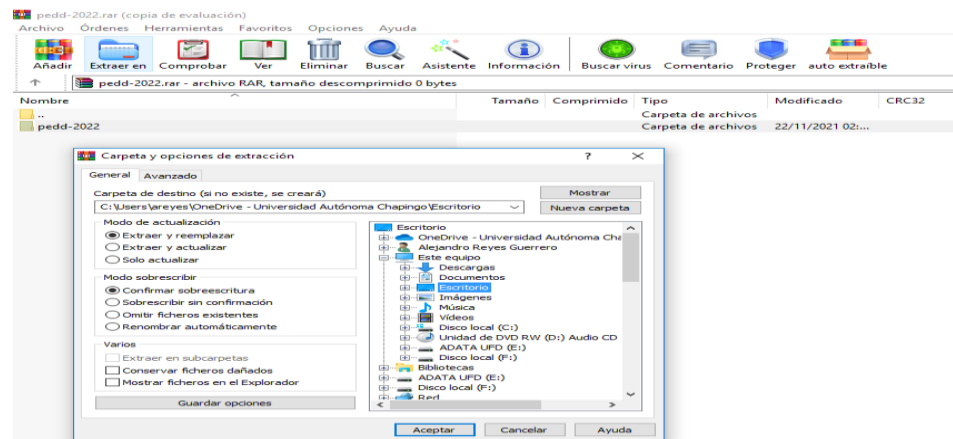 pedd-2022.rar (copia de evaluación)
Archivo Órdenes Herramientas Favoritos Opciones Ayuda
Añadir Extraer en Comprobar Ver Eliminar Buscar Asistente Información Buscar virus Comentario Proteger auto extraíble
pedd-2022.rar - archivo RAR, tamaño descomprimido 0 bytes
Nombre Tamaño Comprimido Tipo Modificado CRC32
.. Carpeta de archivos
pedd-2022 Carpeta de archivos 22/11/2021 02:...
Carpeta y opciones de extracción ?
General Avanzado
Carpeta de destino (si no existe, se creará) Mostrar
C:\Users\areyes\OneDrive - Universidad Autónoma Chapingo\Escritorio Nueva carpeta
Modo de actualización
Extraer y reemplazar
Extraer y actualizar
Solo actualizar
Modo sobrescribir
Confirmar sobreescritura
Sobrescribir sin confirmación
Omitir ficheros existentes
Renombrar automáticamente
Varios
Extraer en subcarpetas
Conservar ficheros dañados
Mostrar ficheros en el Explorador
Guardar opciones
Escritorio
OneDrive - Universidad Autónoma Cha
Alejandro Reyes Guerrero
Este equipo
Descargas
Documentos
Escritorio
Imágenes
Música
Vídeos
Disco local (C:)
Unidad de DVD RW (D:) Audio CD
ADATA UFD (E:)
Disco local (F:)
Bibliotecas
ADATA UFD (E:)
Disco local (F:)
Red
Aceptar Cancelar Ayuda